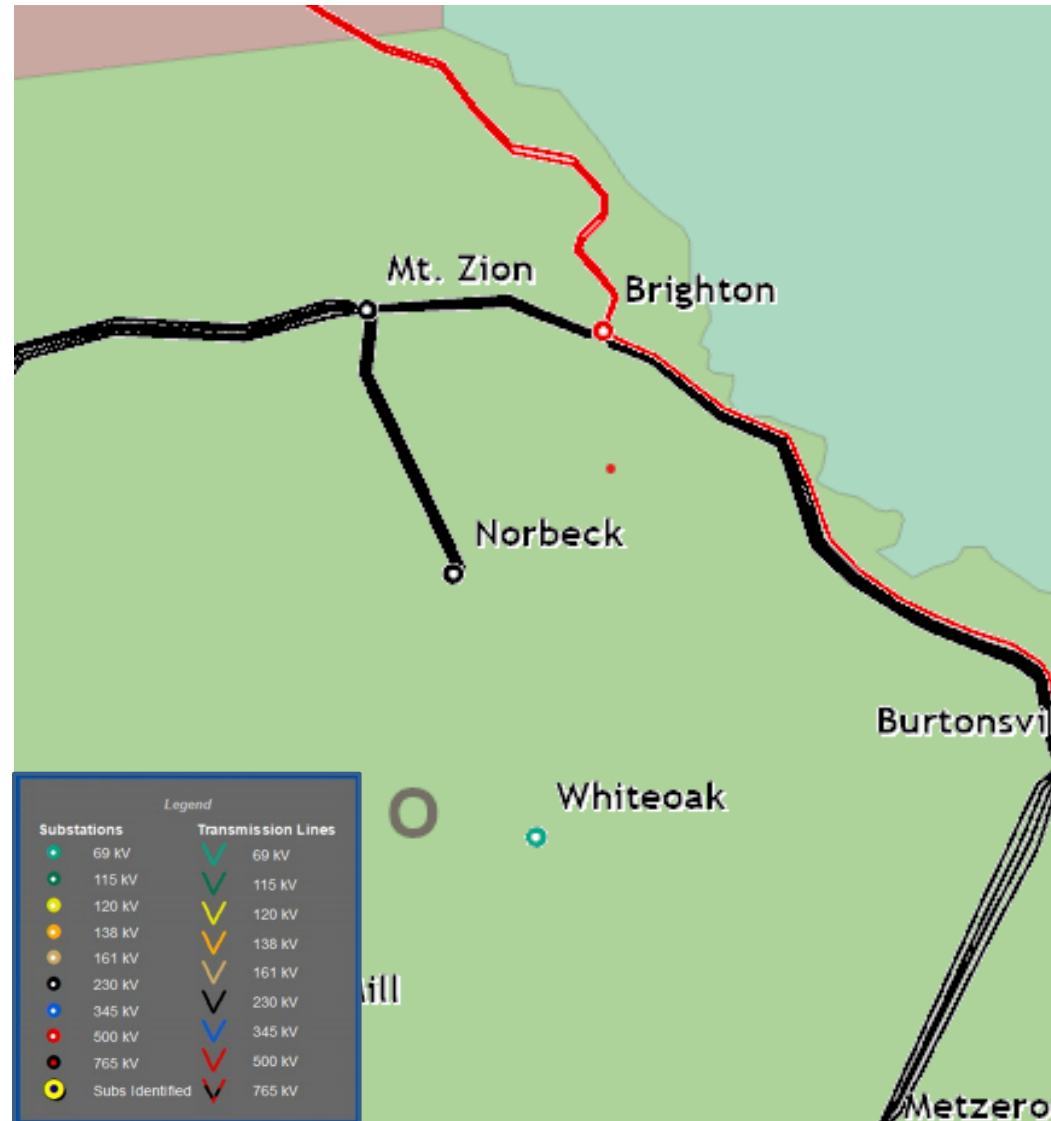 Mt. Zion
Brighton
Norbeck
Burtonsvi
Whiteoak
O
ill
Metzero
Legend
Substations Transmission Lines
69 kV 69 kV
115 kV 115 kV
120 kV 120 kV
138 kV 138 kV
161 kV 161 kV
230 kV 230 kV
345 kV 345 kV
500 kV 500 kV
765 kV 765 kV
Subs Identified